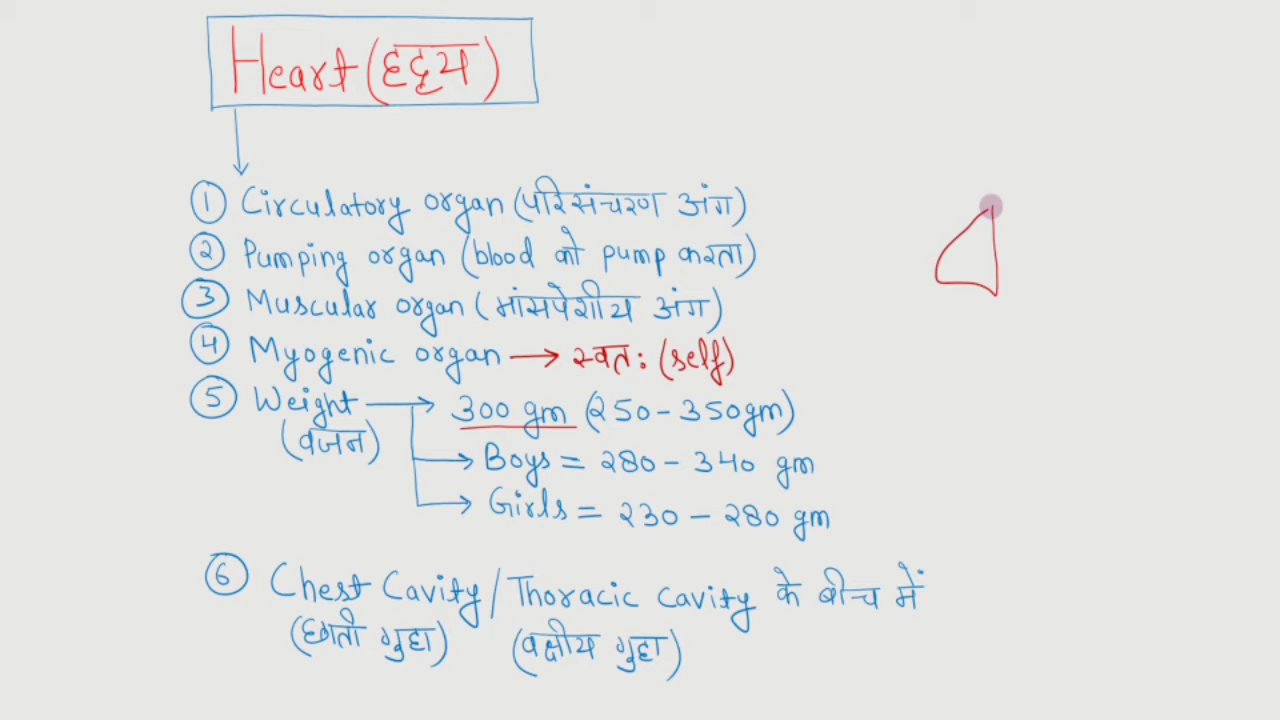 Heart (हृदय)
① Circulatory organ (परिसंचरण अंग)
② Pumping organ (blood को pump करता)
③ Muscular organ (मांसपेशीय अंग)
④ Myogenic organ → स्वतः (self)
⑤ Weight → 300 gm (250-350gm)
(वजन)
→ Boys = 280 - 340 gm
→ Girls = 230 - 280 gm
⑥ Chest Cavity / Thoracic cavity के बीच में
(छाती गुहा) (वक्षीय गुहा)